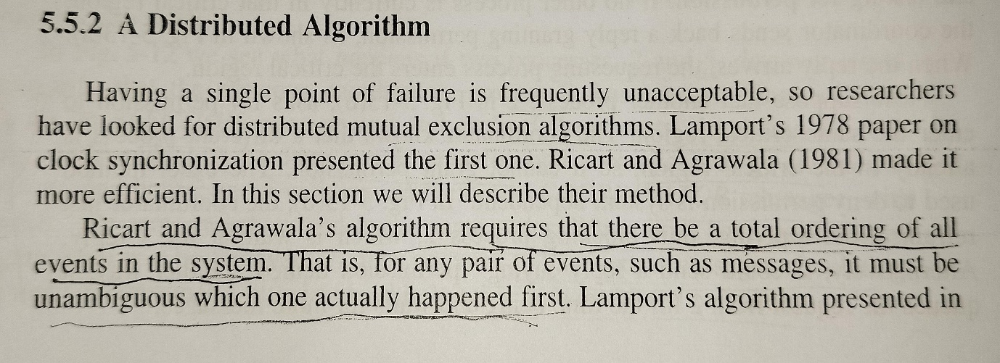 5.5.2 A Distributed Algorithm
Having a single point of failure is frequently unacceptable, so researchers
have looked for distributed mutual exclusion algorithms. Lamport's 1978 paper on
clock synchronization presented the first one. Ricart and Agrawala (1981) made it
more efficient. In this section we will describe their method.
Ricart and Agrawala's algorithm requires that there be a total ordering of all
events in the system. That is, for any pair of events, such as messages, it must be
unambiguous which one actually happened first. Lamport's algorithm presented in